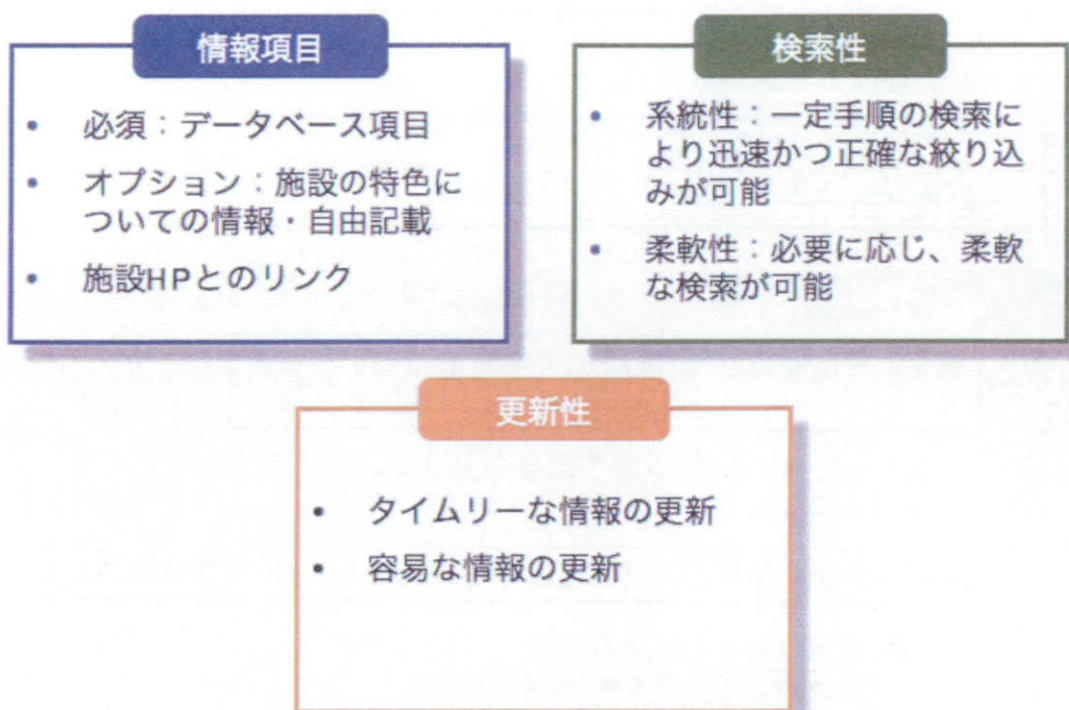 情報項目
• 必須：データベース項目
• オプション：施設の特色に
ついての情報・自由記載
• 施設HPとのリンク
検索性
• 系統性：一定手順の検索に
より迅速かつ正確な絞り込
みが可能
• 柔軟性：必要に応じ、柔軟
な検索が可能
更新性
• タイムリーな情報の更新
• 容易な情報の更新